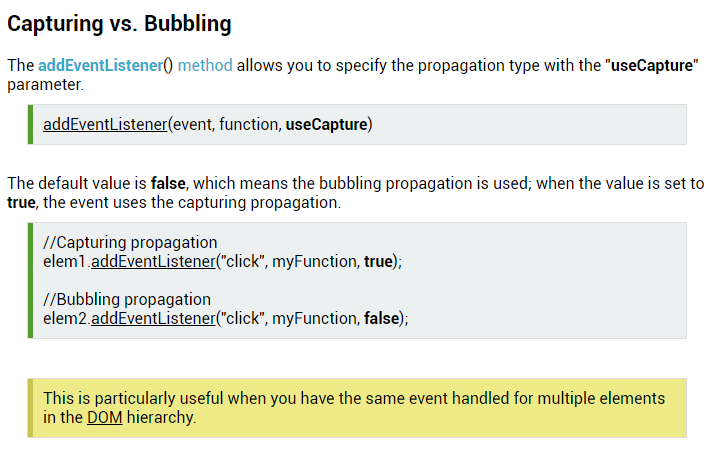 Capturing vs. Bubbling
The addEventListener() method allows you to specify the propagation type with the "useCapture"
parameter.
addEventListener(event, function, useCapture)
The default value is false, which means the bubbling propagation is used; when the value is set to
true, the event uses the capturing propagation.
//Capturing propagation
elem1.addEventListener("click", myFunction, true);
//Bubbling propagation
elem2.addEventListener("click", myFunction, false);
This is particularly useful when you have the same event handled for multiple elements
in the DOM hierarchy.